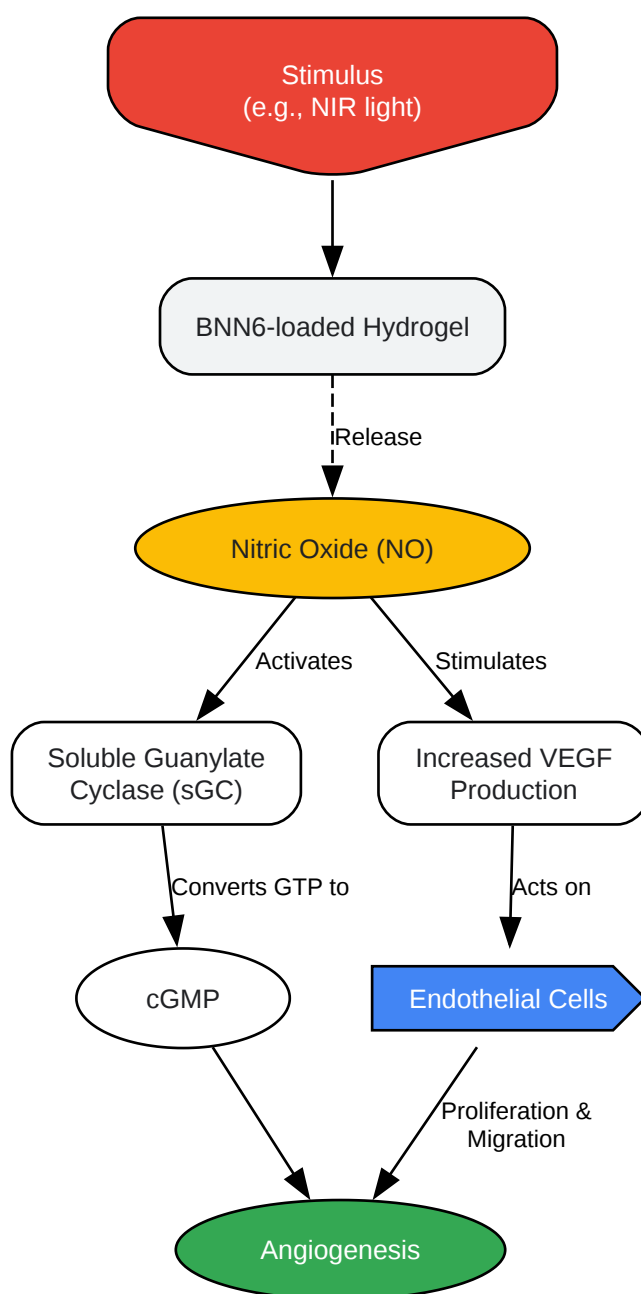 Stimulus
(e.g., NIR light)
BNN6-loaded Hydrogel
Release
Nitric Oxide (NO)
Activates
Stimulates
Soluble Guanylate
Cyclase (sGC)
Increased VEGF
Production
Converts GTP to
Acts on
cGMP
Endothelial Cells
Proliferation &
Migration
Angiogenesis